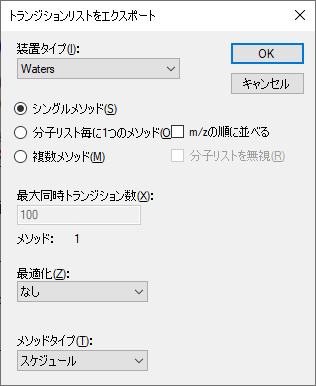 トランジションリストをエクスポート
装置タイプ(I):
Waters
OK
キャンセル
シングルメソッド(S)
分子リスト毎に1つのメソッド(O
m/zの順に並べる
複数メソッド(M)
分子リストを無視(R)
最大同時トランジション数(X):
100
メソッド: 1
最適化(Z):
なし
メソッドタイプ(T):
スケジュール